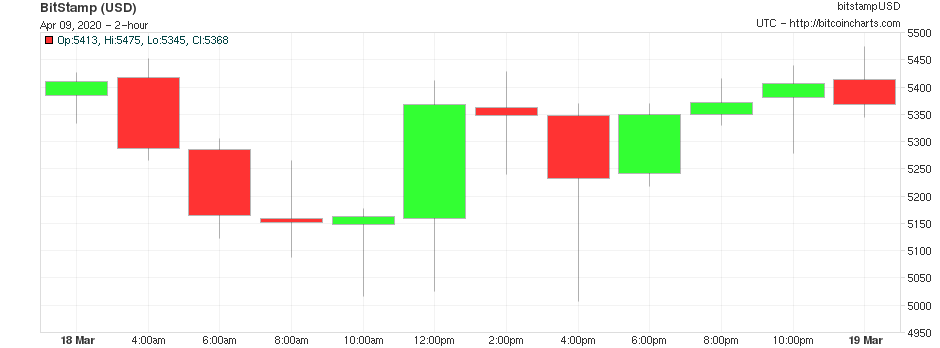 BitStamp (USD)
bitstampUSD
Apr 09, 2020 - 2-hour
UTC - http://bitcoincharts.com
Op:5413, Hi:5475, Lo:5345, Cl:5368
5500
5450
5400
5350
5300
5250
5200
5150
5100
5050
5000
4950
18 Mar 4:00am 6:00am 8:00am 10:00am 12:00pm 2:00pm 4:00pm 6:00pm 8:00pm 10:00pm 19 Mar